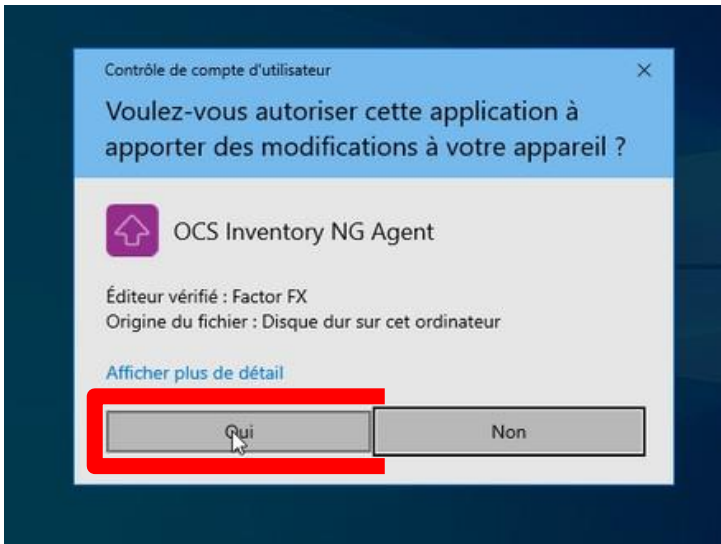 Contrôle de compte d'utilisateur
Voulez-vous autoriser cette application à
apporter des modifications à votre appareil ?
OCS Inventory NG Agent
Éditeur vérifié : Factor FX
Origine du fichier : Disque dur sur cet ordinateur
Afficher plus de détail
Oui Non